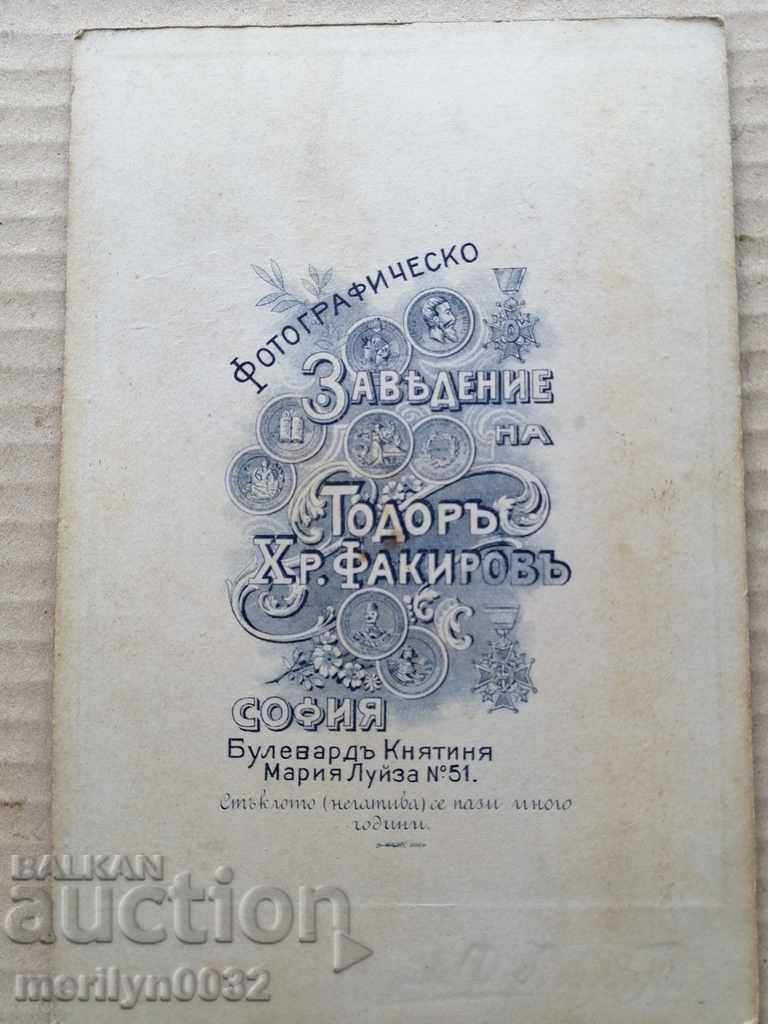 Фотографическо
Заведение
на
Тодоръ
Хр. Факировъ
София
Булевардъ Княтиня
Мария Луйза №51.
Стъклото (негатива) се пази много
години.
BALKAN
auction
merilyn0032